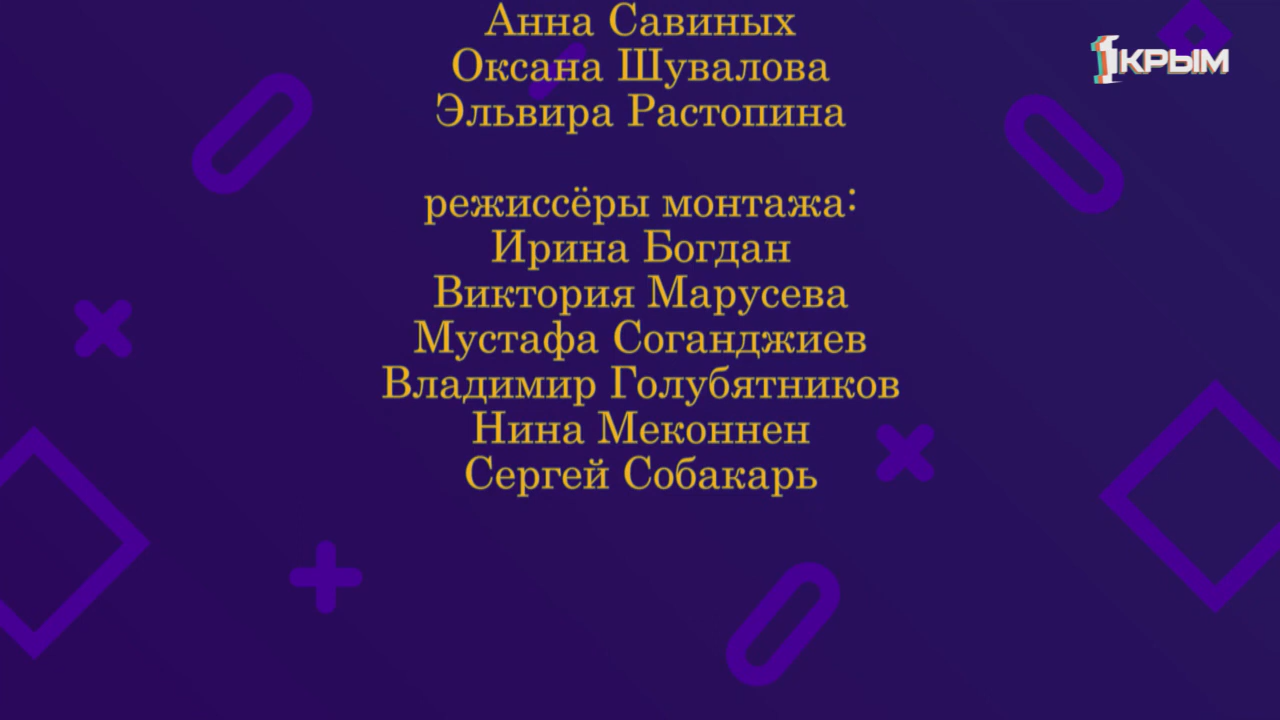 Анна Савиных
Оксана Шувалова
Эльвира Растопина
режиссёры монтажа:
Ирина Богдан
Виктория Марусева
Мустафа Соганджиев
Владимир Голубятников
Нина Меконнен
Сергей Собакарь
1КРЫМ